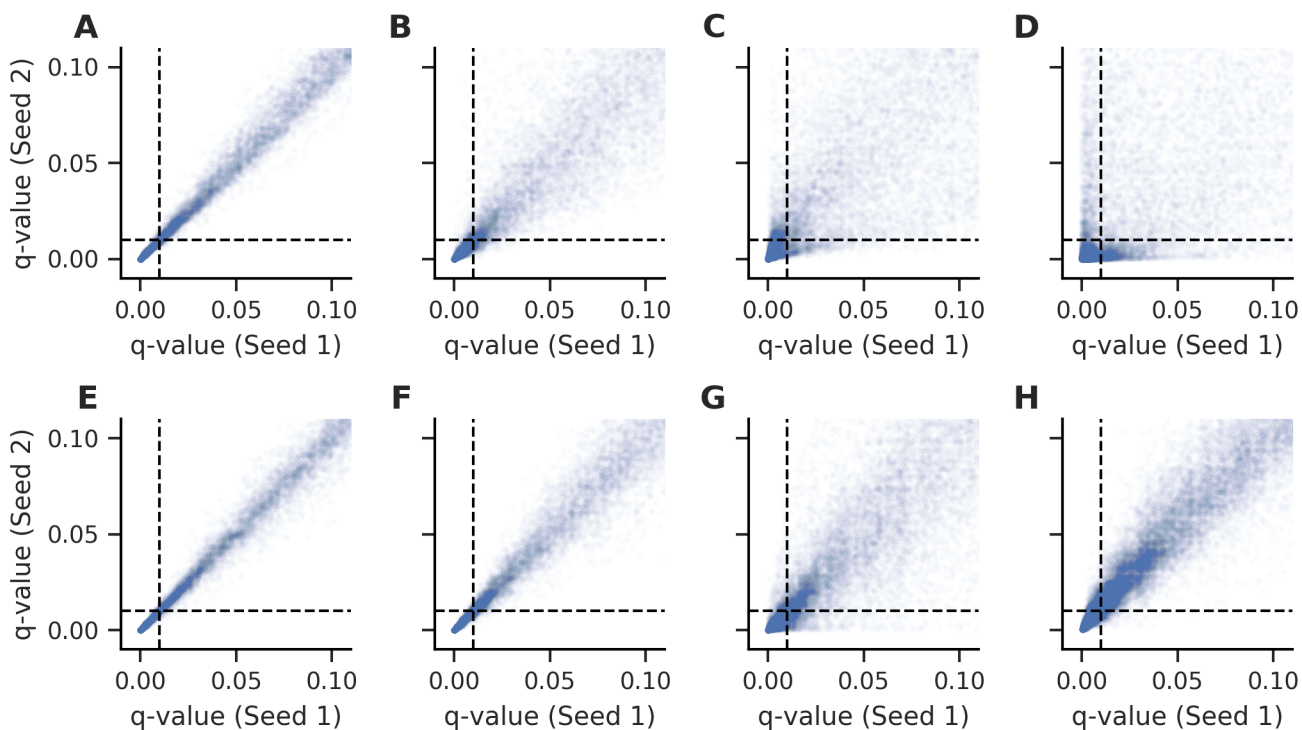 A B C D
q-value (Seed 2)
0.10
0.05
0.00
0.00 0.05 0.10 0.00 0.05 0.10 0.00 0.05 0.10 0.00 0.05 0.10
q-value (Seed 1) q-value (Seed 1) q-value (Seed 1) q-value (Seed 1)
E F G H
q-value (Seed 2)
0.10
0.05
0.00
0.00 0.05 0.10 0.00 0.05 0.10 0.00 0.05 0.10 0.00 0.05 0.10
q-value (Seed 1) q-value (Seed 1) q-value (Seed 1) q-value (Seed 1)